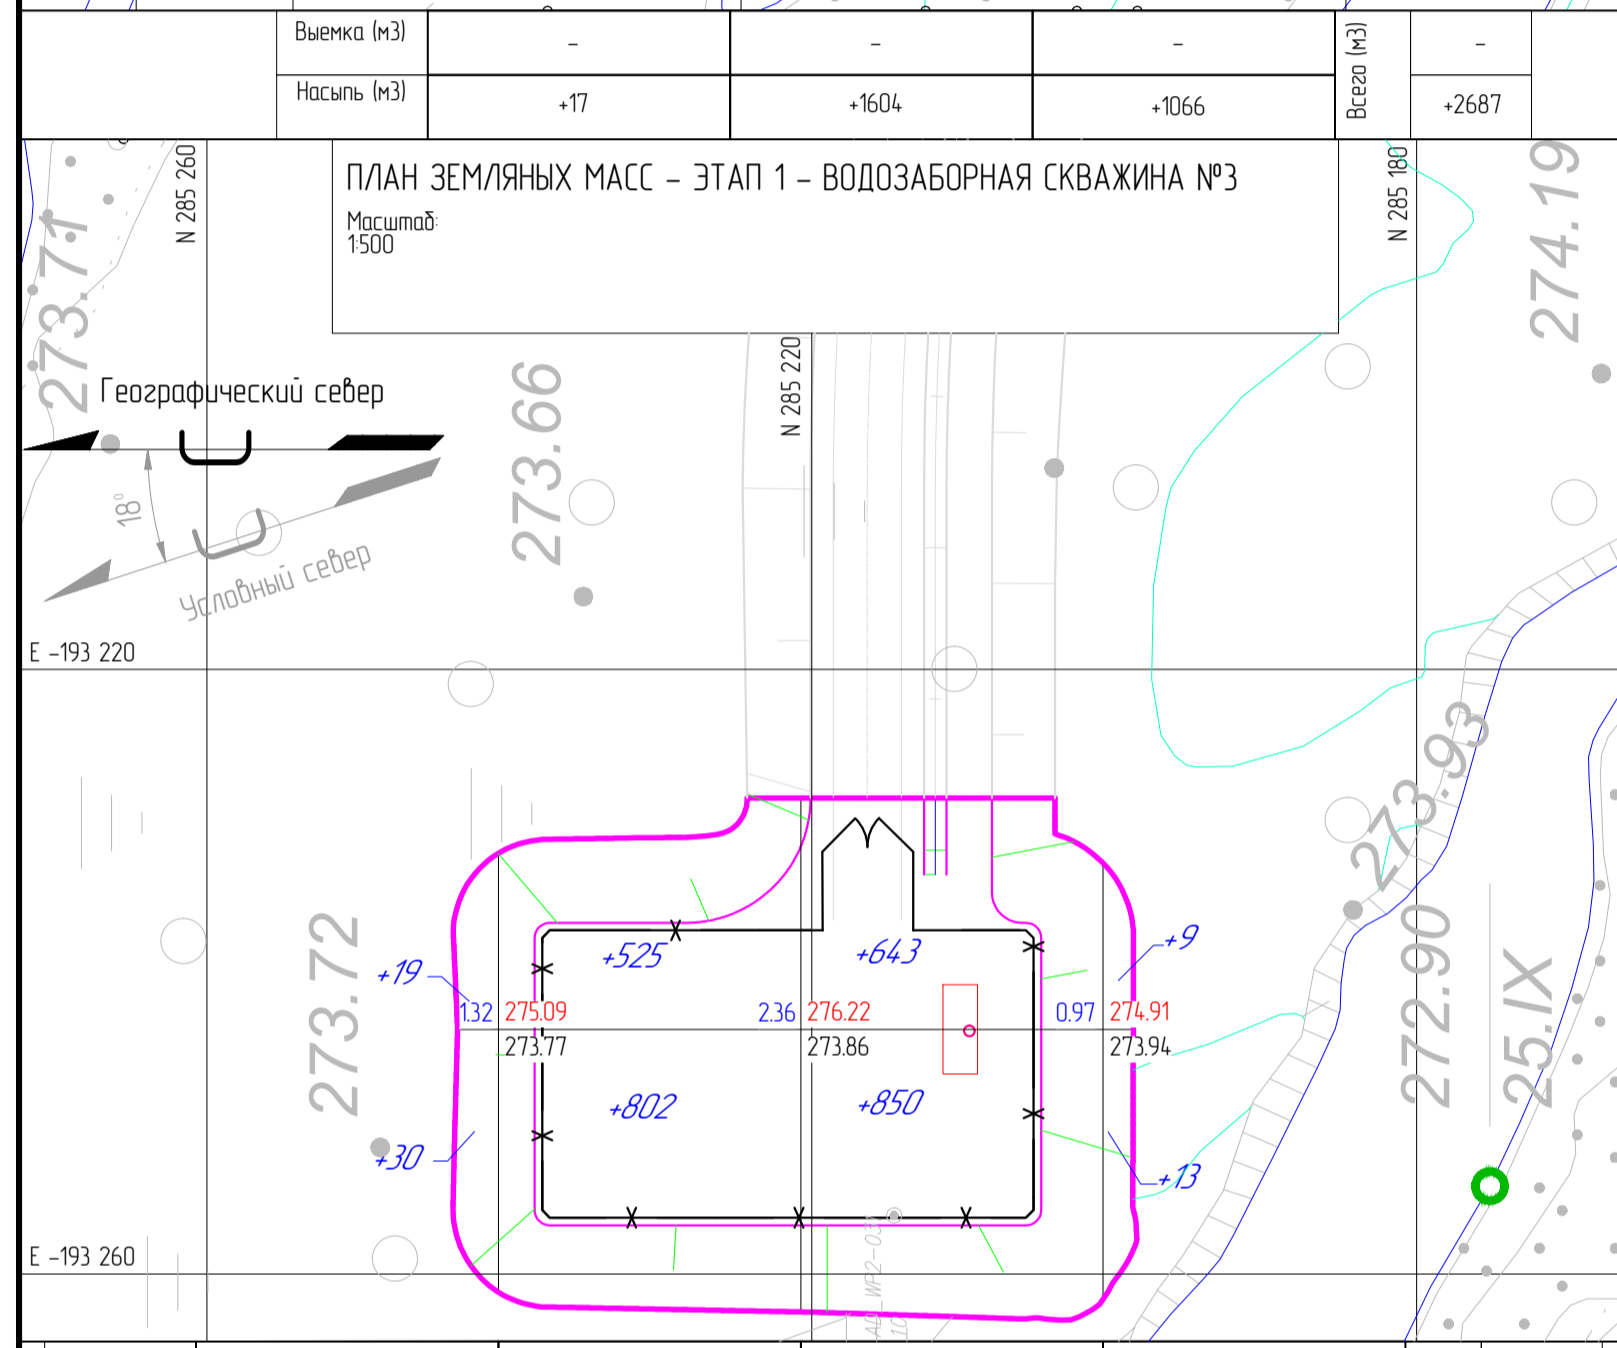 Выемка (м3) – – – Всего (м3) –
Насыпь (м3) +17 +1604 +1066 +2687
ПЛАН ЗЕМЛЯНЫХ МАСС – ЭТАП 1 – ВОДОЗАБОРНАЯ СКВАЖИНА №3
Масштаб:
1:500
N 285 260
N 285 180
274.19
273.71
N 285 220
Географический север
273.66
18⁰
Условный север
E -193 220
273.93
273.72
272.90
25.IX
+525
+643
+9
+19
1.32 275.09
2.36 276.22
0.97 274.91
273.77
273.86
273.94
+802
+850
+30
+13
E -193 260